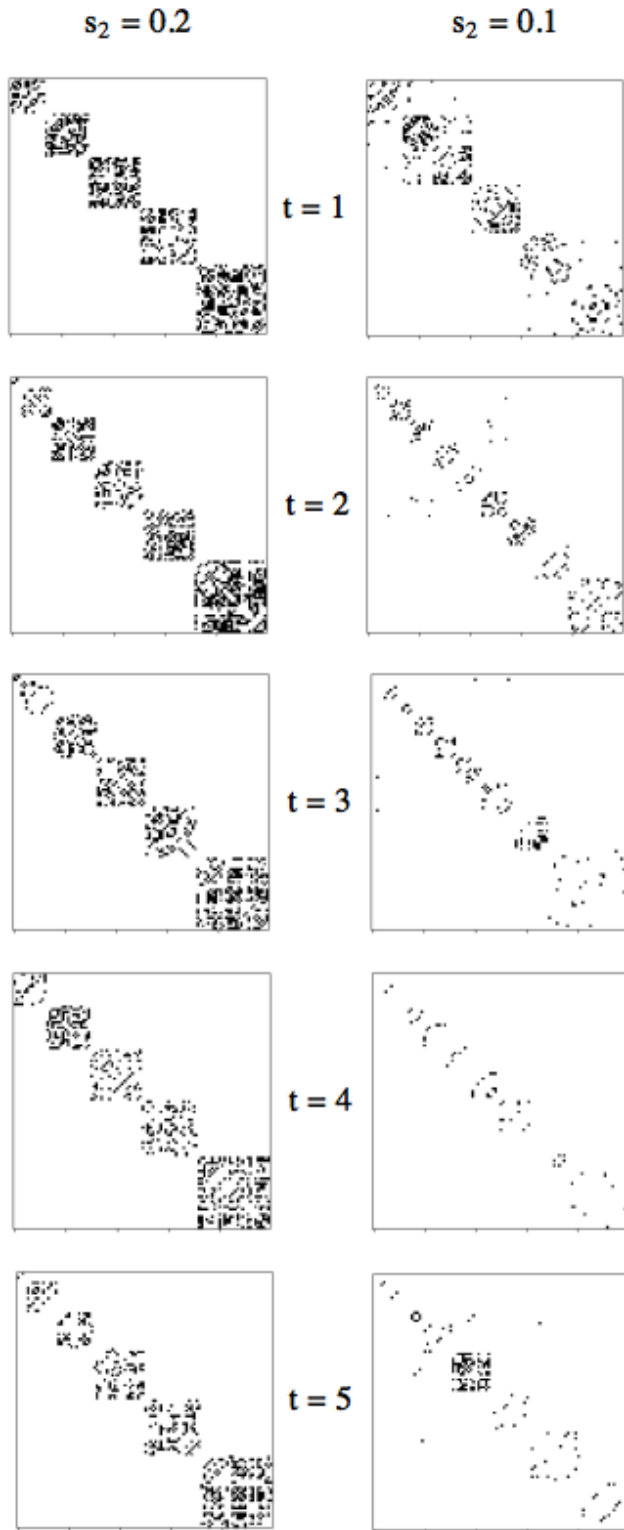 s₂ = 0.2
s₂ = 0.1
t = 1
t = 2
t = 3
t = 4
t = 5